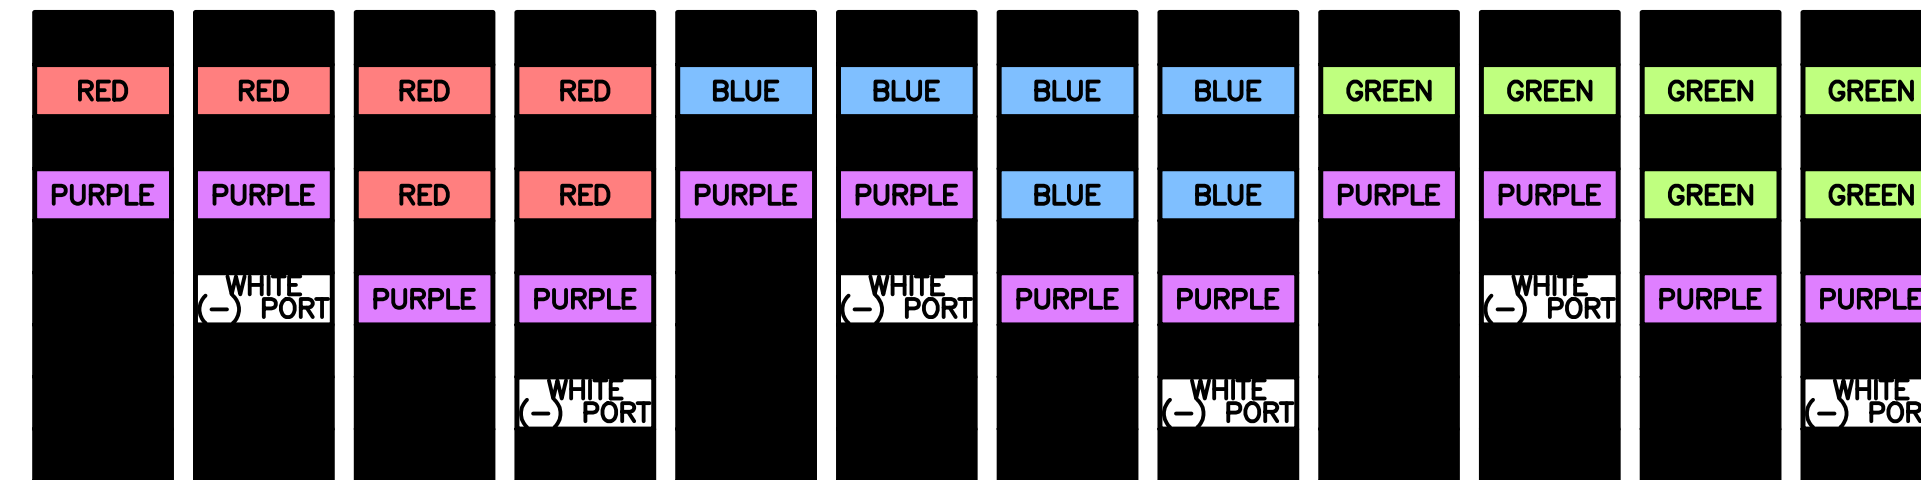 RED RED RED RED BLUE BLUE BLUE BLUE GREEN GREEN GREEN GREEN
PURPLE PURPLE RED RED PURPLE PURPLE BLUE BLUE PURPLE PURPLE GREEN GREEN
WHITE
(-) PORT
PURPLE PURPLE
WHITE
(-) PORT
PURPLE PURPLE
WHITE
(-) PORT
PURPLE PURPLE
WHITE
(-) PORT
WHITE
(-) PORT
WHITE
(-) POR